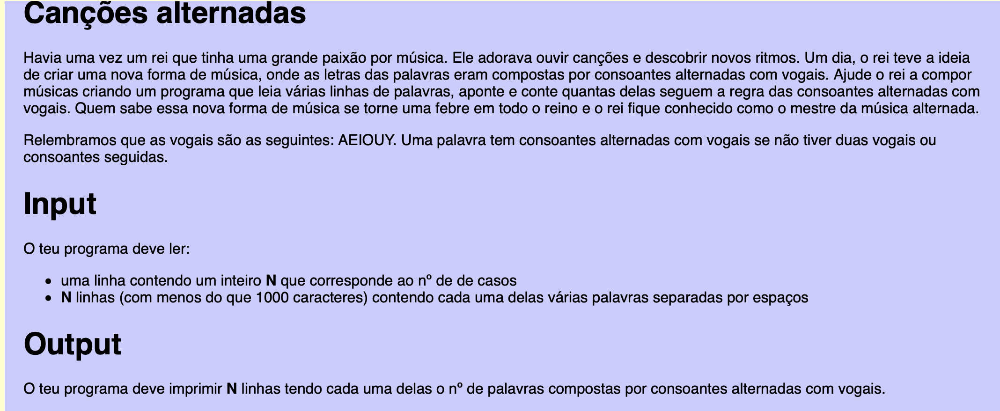 Canções alternadas
Havia uma vez um rei que tinha uma grande paixão por música. Ele adorava ouvir canções e descobrir novos ritmos. Um dia, o rei teve a ideia
de criar uma nova forma de música, onde as letras das palavras eram compostas por consoantes alternadas com vogais. Ajude o rei a compor
músicas criando um programa que leia várias linhas de palavras, aponte e conte quantas delas seguem a regra das consoantes alternadas com
vogais. Quem sabe essa nova forma de música se torne uma febre em todo o reino e o rei fique conhecido como o mestre da música alternada.
Relembramos que as vogais são as seguintes: AEIOUY. Uma palavra tem consoantes alternadas com vogais se não tiver duas vogais ou
consoantes seguidas.
Input
O teu programa deve ler:
• uma linha contendo um inteiro N que corresponde ao nº de de casos
• N linhas (com menos do que 1000 caracteres) contendo cada uma delas várias palavras separadas por espaços
Output
O teu programa deve imprimir N linhas tendo cada uma delas o nº de palavras compostas por consoantes alternadas com vogais.